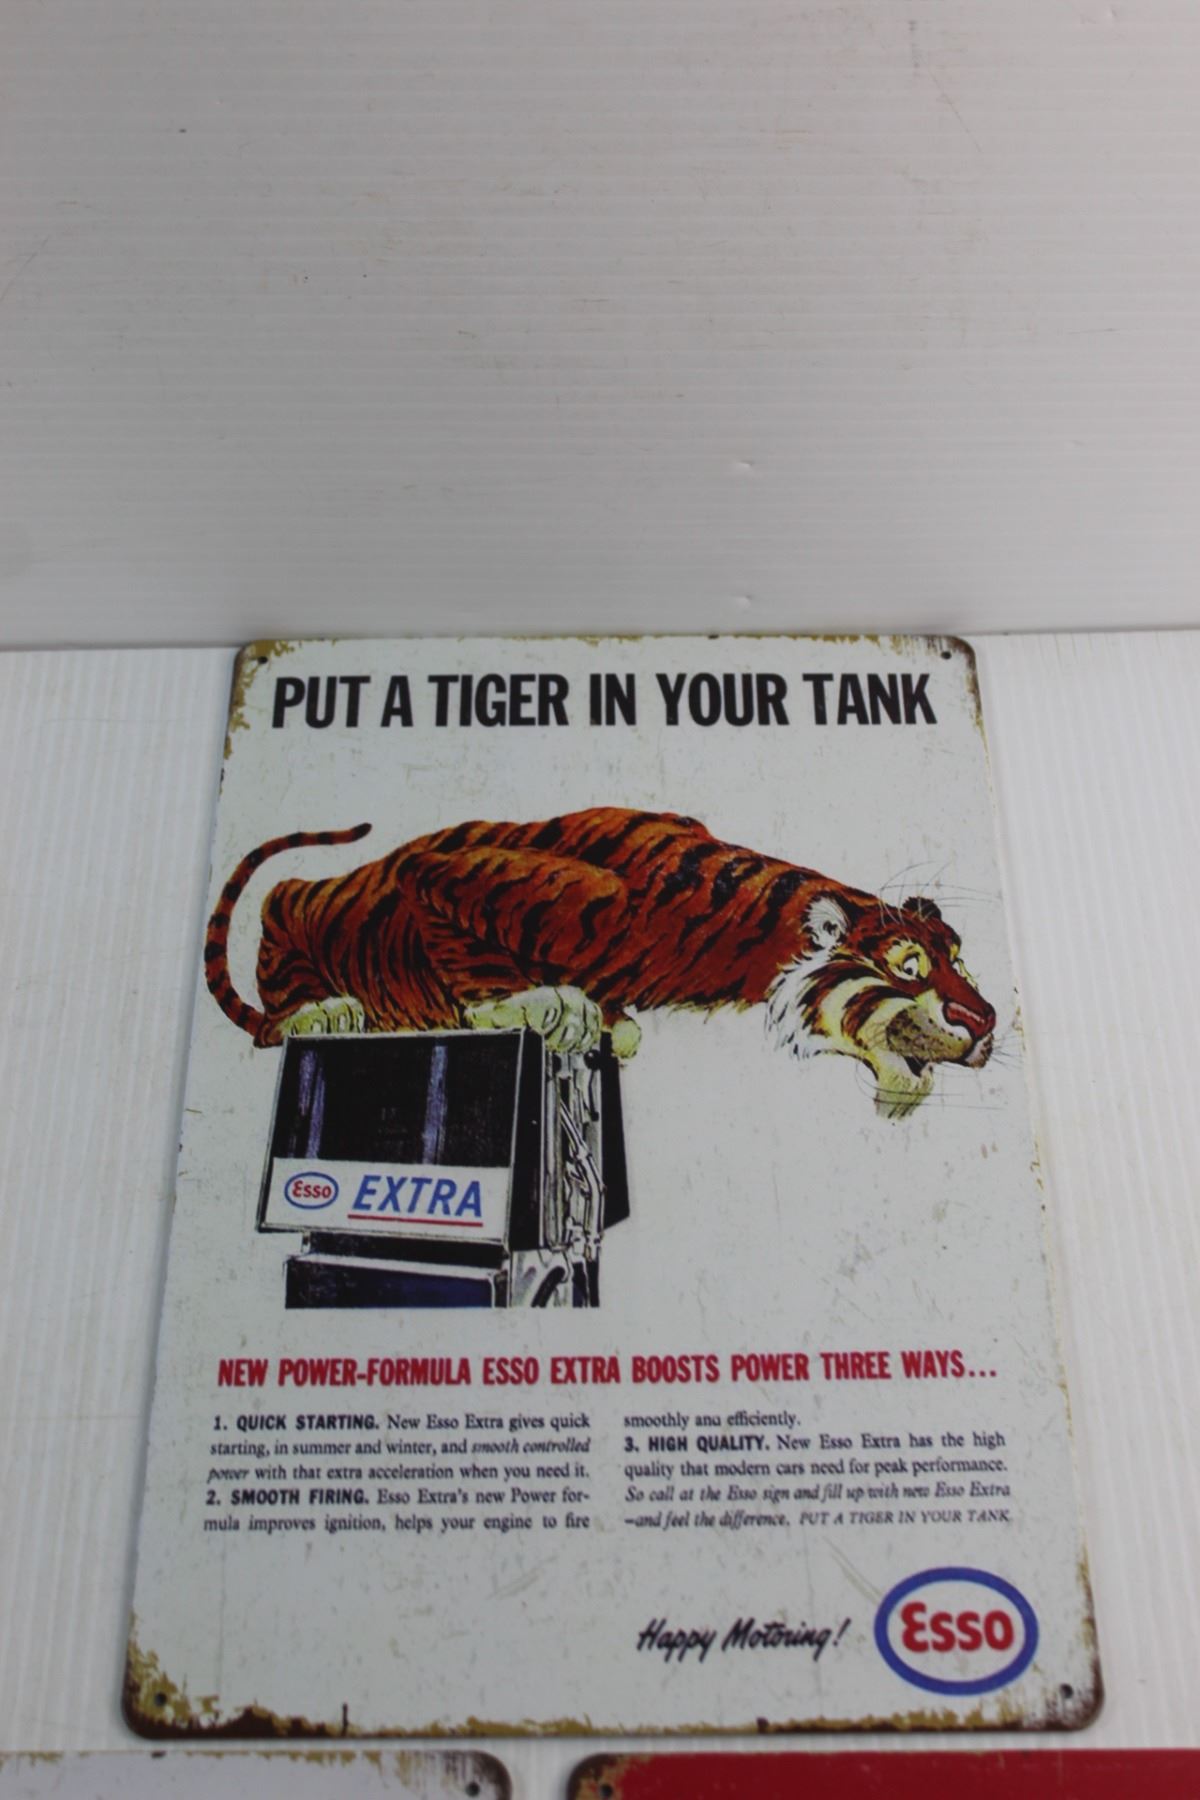 PUT A TIGER IN YOUR TANK
Esso EXTRA
NEW POWER-FORMULA ESSO EXTRA BOOSTS POWER THREE WAYS...
1. QUICK STARTING. New Esso Extra gives quick
starting, in summer and winter, and smooth controlled
power with that extra acceleration when you need it.
2. SMOOTH FIRING. Esso Extra's new Power for-
mula improves ignition, helps your engine to fire
smoothly and efficiently.
3. HIGH QUALITY. New Esso Extra has the high
quality that modern cars need for peak performance.
So call at the Esso sign and fill up with new Esso Extra
—and feel the difference. PUT A TIGER IN YOUR TANK
Happy Motoring!
Esso